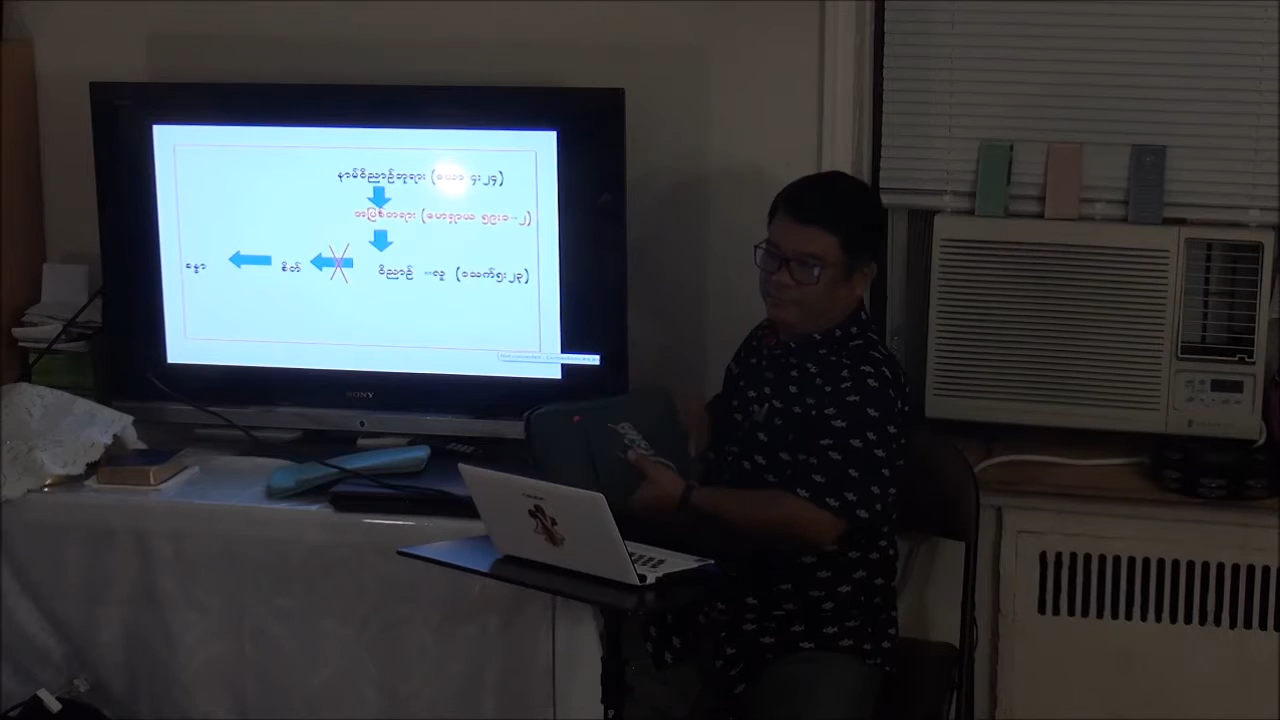 နာမ်ဝိညာဉ်ဘုရား (ယော ၄း၂၄)
အပြစ်တရား (ဟေရှာယ ၅၉း၁--၂)
ခန္ဓာ စိတ် ဝိညာဉ် --လူ (၁သက်၅း၂၃)
SONY